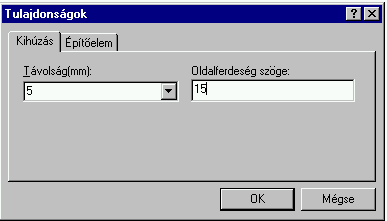 Tulajdonságok
Kihúzás Építőelem
Távolság(mm): Oldalferdeség szöge:
5 15
OK Mégse